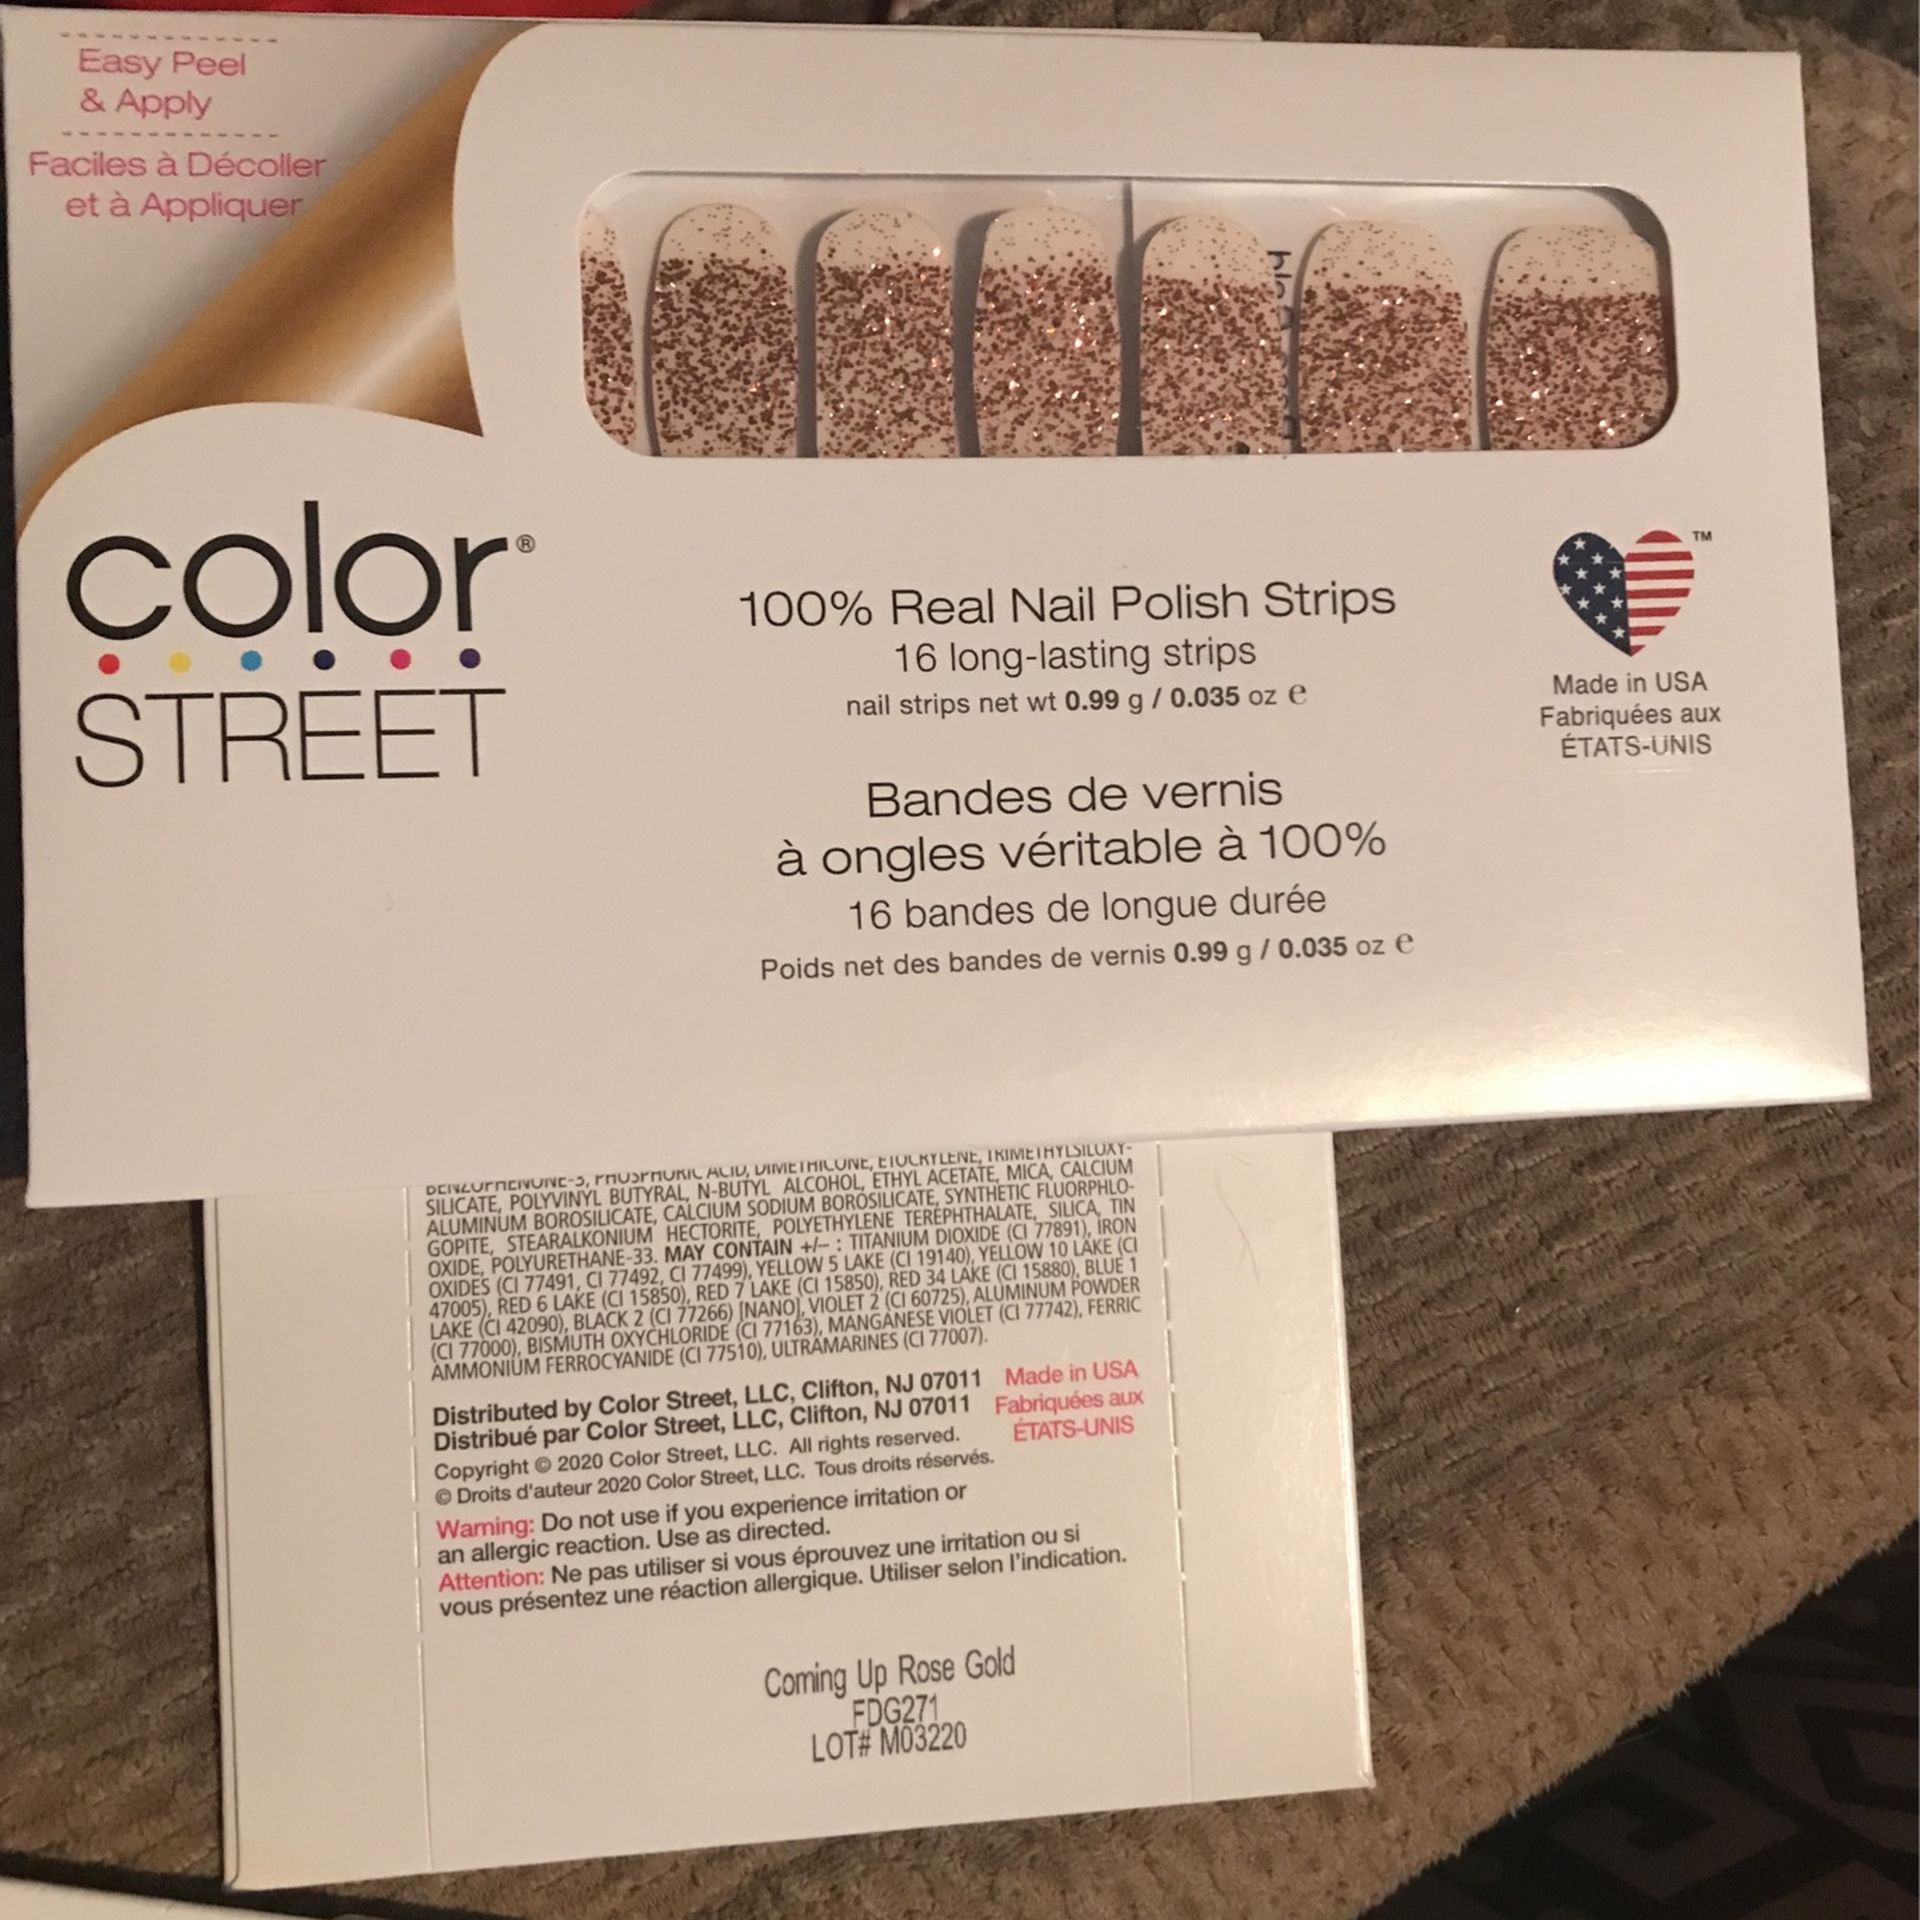 Easy Peel
& Apply
Faciles à Décoller
et à Appliquer
color®
STREET
100% Real Nail Polish Strips
16 long-lasting strips
nail strips net wt 0.99 g / 0.035 oz e
Bandes de vernis
à ongles véritable à 100%
16 bandes de longue durée
Poids net des bandes de vernis 0.99 g / 0.035 oz e
TM
Made in USA
Fabriquées aux
ÉTATS-UNIS
BENZOPHENONE-3, PHOSPHORIC ACID, DIMETHICONE, ETOCRYLENE, TRIMETHYLSILOXY-
SILICATE, POLYVINYL BUTYRAL, N-BUTYL ALCOHOL, ETHYL ACETATE, MICA, CALCIUM
ALUMINUM BOROSILICATE, CALCIUM SODIUM BOROSILICATE, SYNTHETIC FLUORPHLO-
GOPITE, STEARALKONIUM HECTORITE, POLYETHYLENE TEREPHTHALATE, SILICA, TIN
OXIDE, POLYURETHANE-33. MAY CONTAIN +/- : TITANIUM DIOXIDE (CI 77891), IRON
OXIDES (CI 77491, CI 77492, CI 77499), YELLOW 5 LAKE (CI 19140), YELLOW 10 LAKE (CI
47005), RED 6 LAKE (CI 15850), RED 7 LAKE (CI 15850), RED 34 LAKE (CI 15880), BLUE 1
LAKE (CI 42090), BLACK 2 (CI 77266) [NANO], VIOLET 2 (CI 60725), ALUMINUM POWDER
(CI 77000), BISMUTH OXYCHLORIDE (CI 77163), MANGANESE VIOLET (CI 77742), FERRIC
AMMONIUM FERROCYANIDE (CI 77510), ULTRAMARINES (CI 77007).
Distributed by Color Street, LLC, Clifton, NJ 07011
Distribué par Color Street, LLC, Clifton, NJ 07011
Made in USA
Fabriquées aux
ÉTATS-UNIS
Copyright © 2020 Color Street, LLC. All rights reserved.
© Droits d'auteur 2020 Color Street, LLC. Tous droits réservés.
Warning: Do not use if you experience irritation or
an allergic reaction. Use as directed.
Attention: Ne pas utiliser si vous éprouvez une irritation ou si
vous présentez une réaction allergique. Utiliser selon l'indication.
Coming Up Rose Gold
FDG271
LOT# M03220